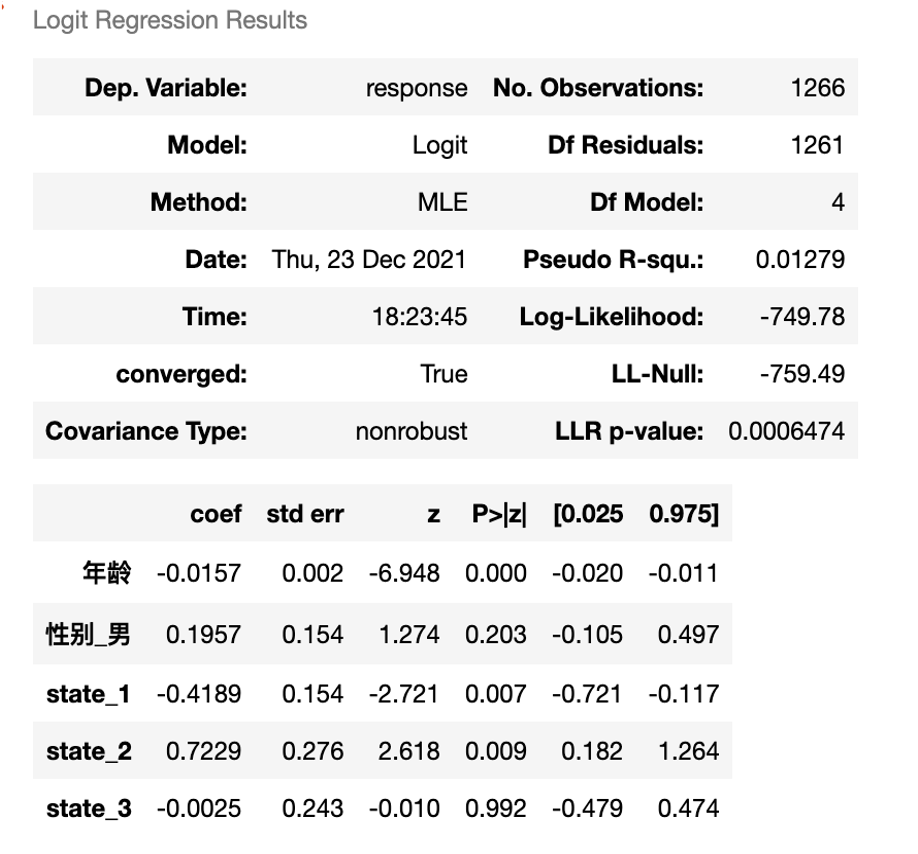 Logit Regression Results
Dep. Variable: response No. Observations: 1266
Model: Logit Df Residuals: 1261
Method: MLE Df Model: 4
Date: Thu, 23 Dec 2021 Pseudo R-squ.: 0.01279
Time: 18:23:45 Log-Likelihood: -749.78
converged: True LL-Null: -759.49
Covariance Type: nonrobust LLR p-value: 0.0006474
coef std err z P>|z| [0.025 0.975]
年龄 -0.0157 0.002 -6.948 0.000 -0.020 -0.011
性别_男 0.1957 0.154 1.274 0.203 -0.105 0.497
state_1 -0.4189 0.154 -2.721 0.007 -0.721 -0.117
state_2 0.7229 0.276 2.618 0.009 0.182 1.264
state_3 -0.0025 0.243 -0.010 0.992 -0.479 0.474